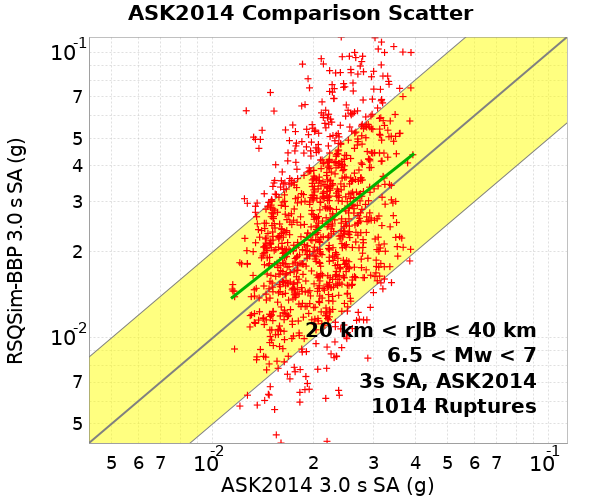 ASK2014 Comparison Scatter
RSQSim-BBP 3.0 s SA (g)
10-1
7
5
4
3
2
10-2
7
5
20 km < rJB < 40 km
6.5 < Mw < 7
3s SA, ASK2014
1014 Ruptures
5 6 7 10-2 2 3 4 5 6 7 10-1
ASK2014 3.0 s SA (g)